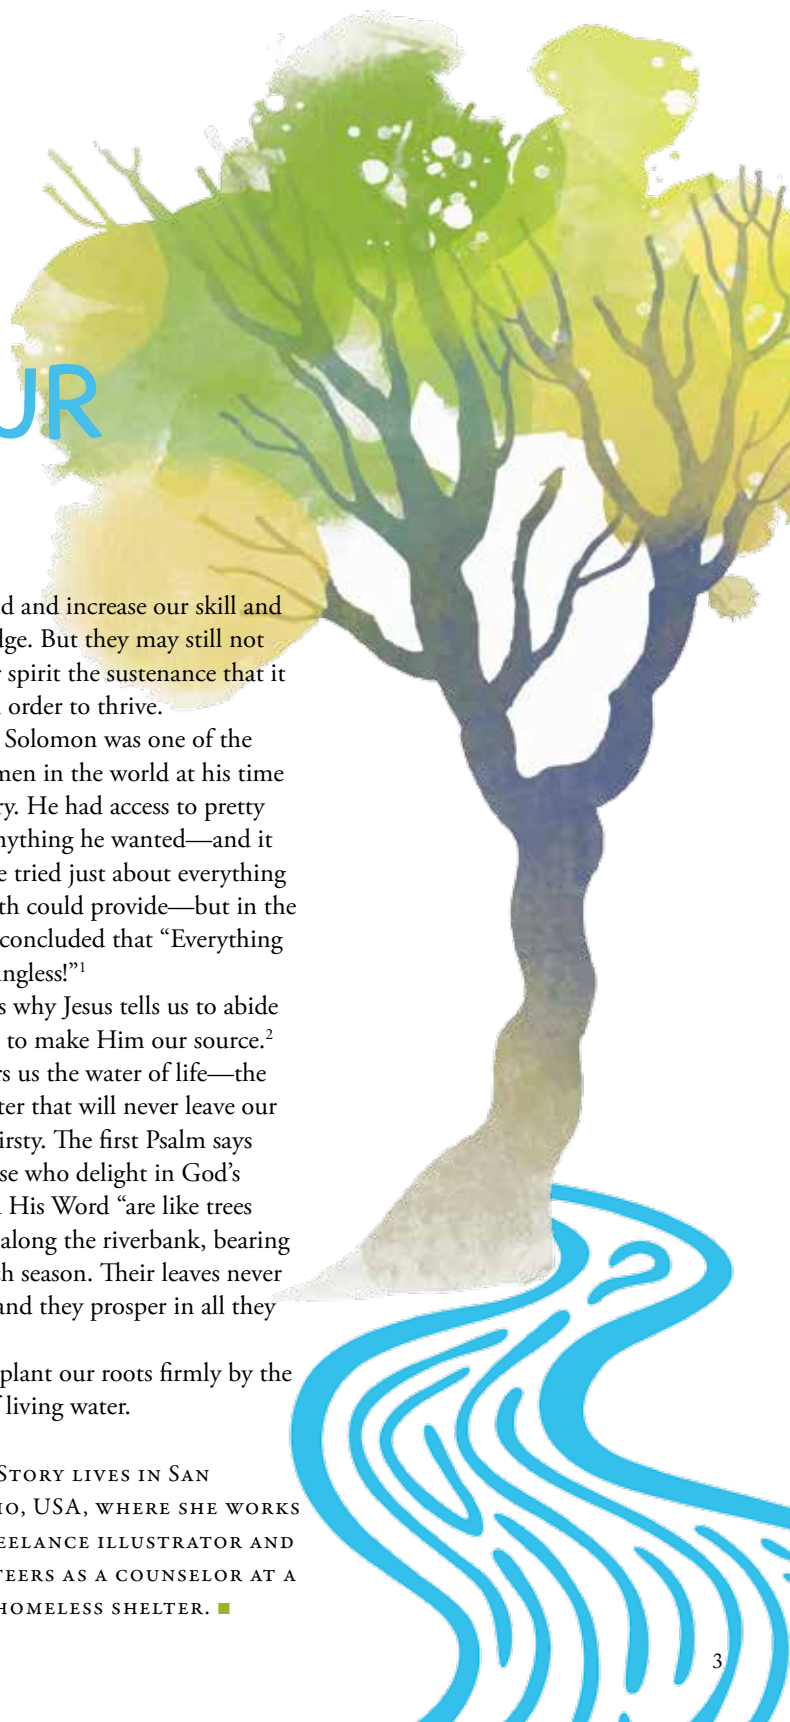 UR
d and increase our skill and
lge. But they may still not
spirit the sustenance that it
order to thrive.
Solomon was one of the
men in the world at his time
ry. He had access to pretty
nything he wanted—and it
e tried just about everything
th could provide—but in the
concluded that “Everything
ingless!”1
s why Jesus tells us to abide
to make Him our source.2
rs us the water of life—the
ter that will never leave our
irsty. The first Psalm says
se who delight in God’s
His Word “are like trees
along the riverbank, bearing
ch season. Their leaves never
and they prosper in all they
plant our roots firmly by the
living water.
Story lives in San
io, USA, where she works
eelance illustrator and
teers as a counselor at a
homeless shelter.
3